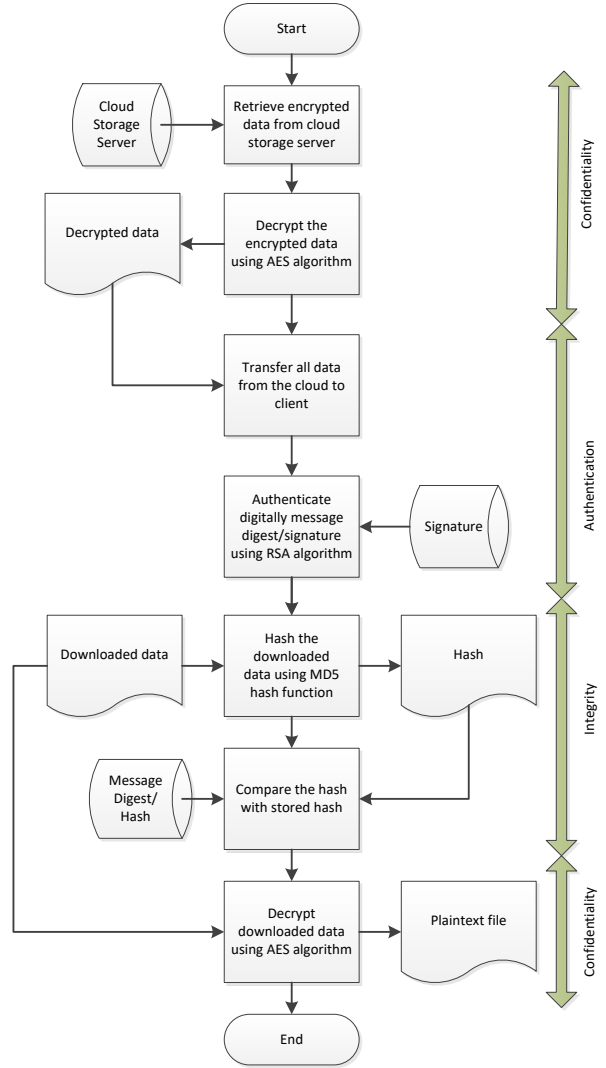 Start
Cloud
Storage
Server
Retrieve encrypted
data from cloud
storage server
Confidentiality
Decrypted data
Decrypt the
encrypted data
using AES algorithm
Transfer all data
from the cloud to
client
Authentication
Authenticate
digitally message
digest/signature
using RSA algorithm
Signature
Downloaded data
Hash the
downloaded
data using MD5
hash function
Hash
Integrity
Message
Digest/
Hash
Compare the hash
with stored hash
Decrypt
downloaded data
using AES algorithm
Plaintext file
Confidentiality
End